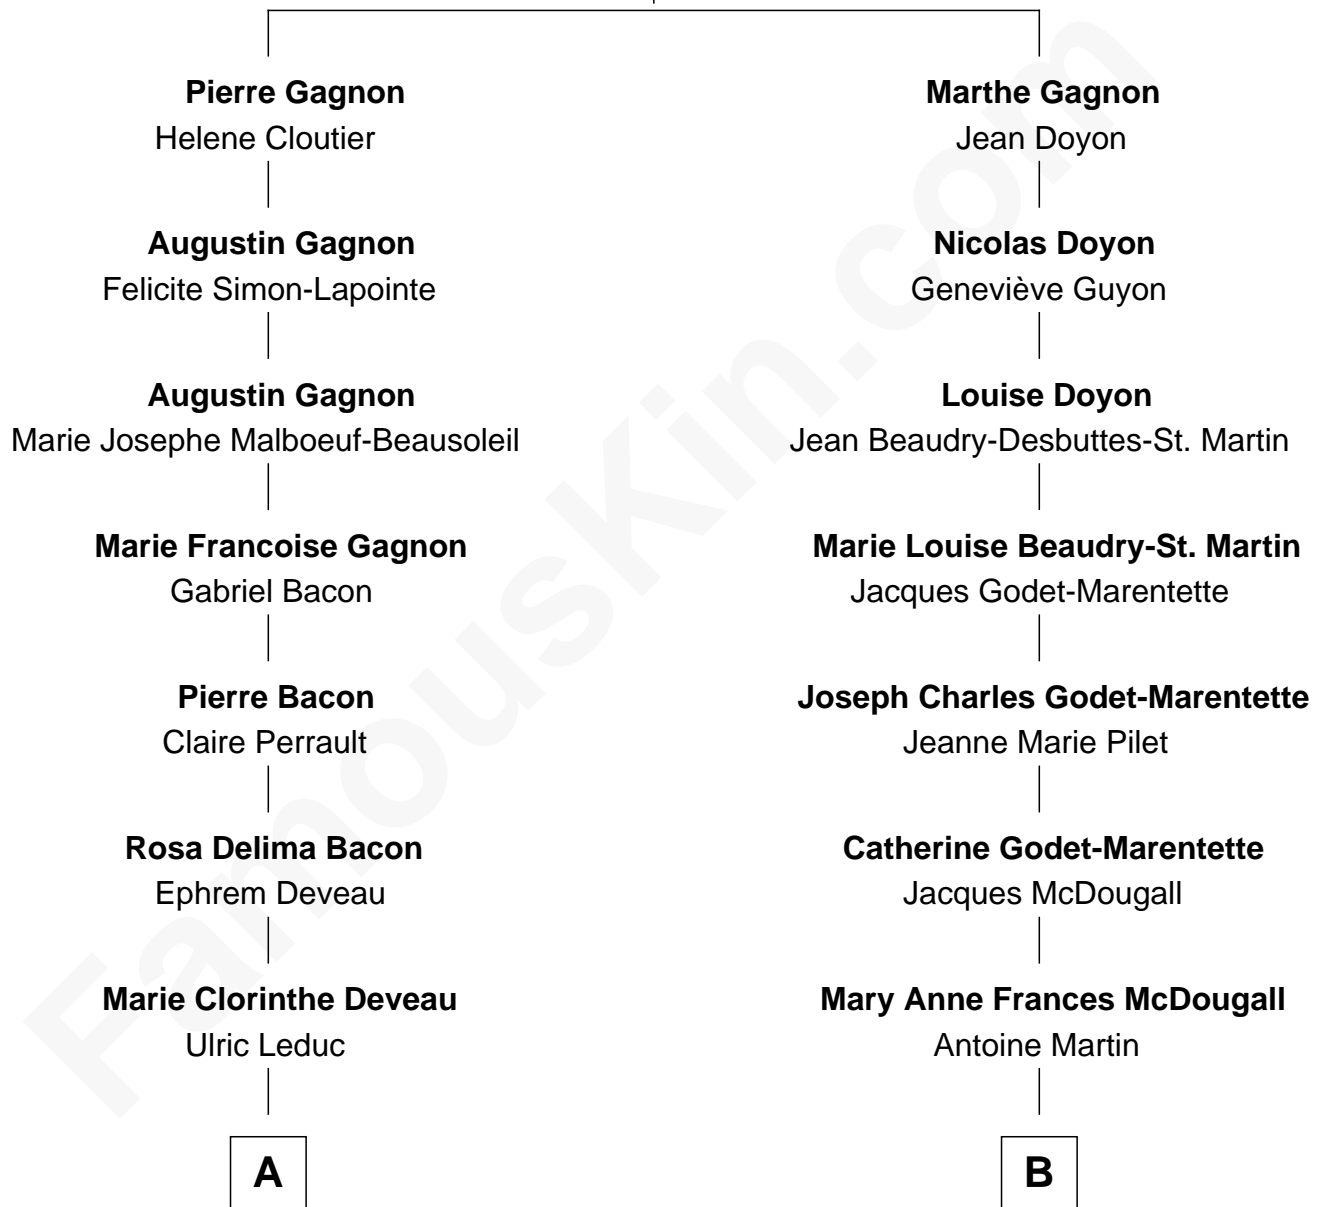 Pierre Gagnon
Helene Cloutier
Augustin Gagnon
Felicite Simon-Lapointe
Augustin Gagnon
Marie Josephe Malboeuf-Beausoleil
Marie Francoise Gagnon
Gabriel Bacon
Pierre Bacon
Claire Perrault
Rosa Delima Bacon
Ephrem Deveau
Marie Clorinthe Deveau
Ulric Leduc
A
Marthe Gagnon
Jean Doyon
Nicolas Doyon
Geneviève Guyon
Louise Doyon
Jean Beaudry-Desbuttes-St. Martin
Marie Louise Beaudry-St. Martin
Jacques Godet-Marentette
Joseph Charles Godet-Marentette
Jeanne Marie Pilet
Catherine Godet-Marentette
Jacques McDougall
Mary Anne Frances McDougall
Antoine Martin
B
FamousKin.com